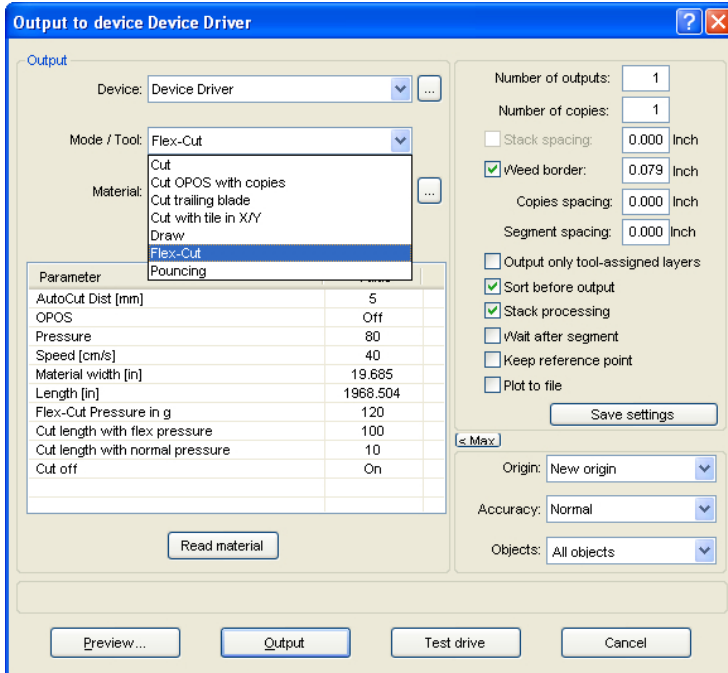 Output to device Device Driver
Output
Device: Device Driver ...
Mode / Tool: Flex-Cut
Cut
Cut OPOS with copies
Cut trailing blade
Cut with tile in X/Y
Draw
Flex-Cut
Pouncing
Material: ...
Parameter
AutoCut Dist [mm] 5
OPOS Off
Pressure 80
Speed [cm/s] 40
Material width [in] 19.685
Length [in] 1968.504
Flex-Cut Pressure in g 120
Cut length with flex pressure 100
Cut length with normal pressure 10
Cut off On
Read material
Number of outputs: 1
Number of copies: 1
Stack spacing: 0.000 Inch
Weed border: 0.079 Inch
Copies spacing: 0.000 Inch
Segment spacing: 0.000 Inch
Output only tool-assigned layers
Sort before output
Stack processing
Wait after segment
Keep reference point
Plot to file
Save settings
< Max
Origin: New origin
Accuracy: Normal
Objects: All objects
Preview...
Output
Test drive
Cancel